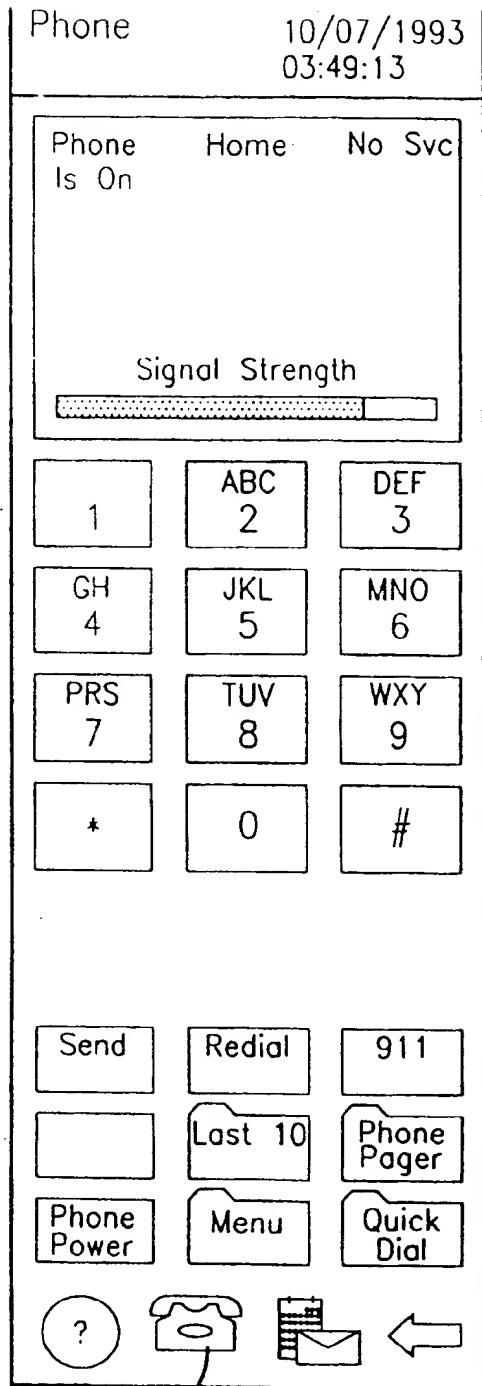 Phone 10/07/1993
03:49:13
Phone Home No Svc
Is On
Signal Strength
1
ABC
2
DEF
3
GH
4
JKL
5
MNO
6
PRS
7
TUV
8
WXY
9
*
0
#
Send
Redial
911
Last 10
Phone
Pager
Phone
Power
Menu
Quick
Dial
?